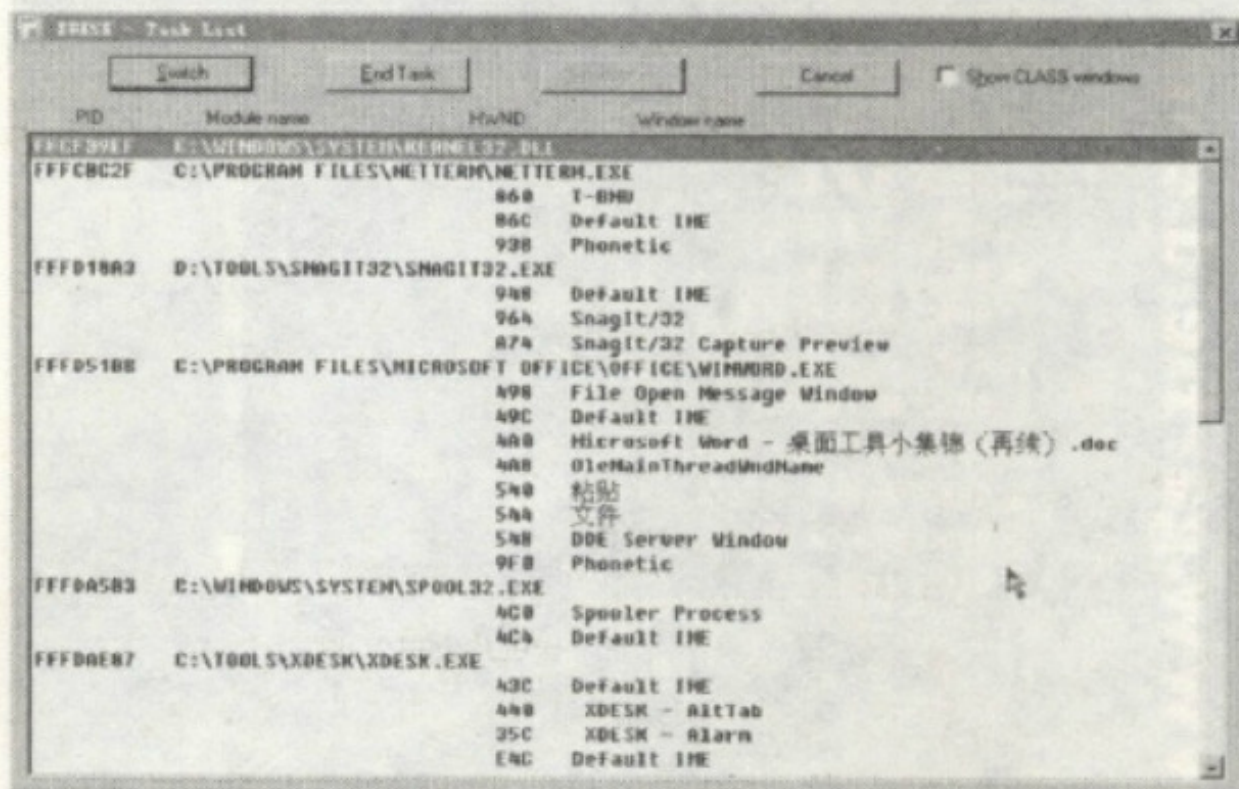 XDESK - Task List
Switch End Task Cancel Show CLASS windows
PID Module name HWND Window name
C:\WINDOWS\SYSTEM\KERNEL32.DLL
FFFCBC2F C:\PROGRAM FILES\NETTERM\NETTERM.EXE
860
86C Default IME
938 Phonetic
FFFD18A3 D:\TOOLS\SNAGIT32\SNAGIT32.EXE
948 Default IME
964 SnagIt/32
A74 SnagIt/32 Capture Preview
FFFD51BB C:\PROGRAM FILES\MICROSOFT OFFICE\OFFICE\WINWORD.EXE
498 File Open Message Window
49C Default IME
4A0 Microsoft Word - 桌面工具小集锦（再续）.doc
4A8 OleMainThreadWndName
540 粘贴
544 文件
548 DDE Server Window
9F0 Phonetic
FFFDA5B3 C:\WINDOWS\SYSTEM\SPOOL32.EXE
4C0 Spooler Process
4C4 Default IME
FFFDAE87 C:\TOOLS\XDESK\XDESK.EXE
43C Default IME
440 XDESK - AltTab
35C XDESK - Alarm
E4C Default IME